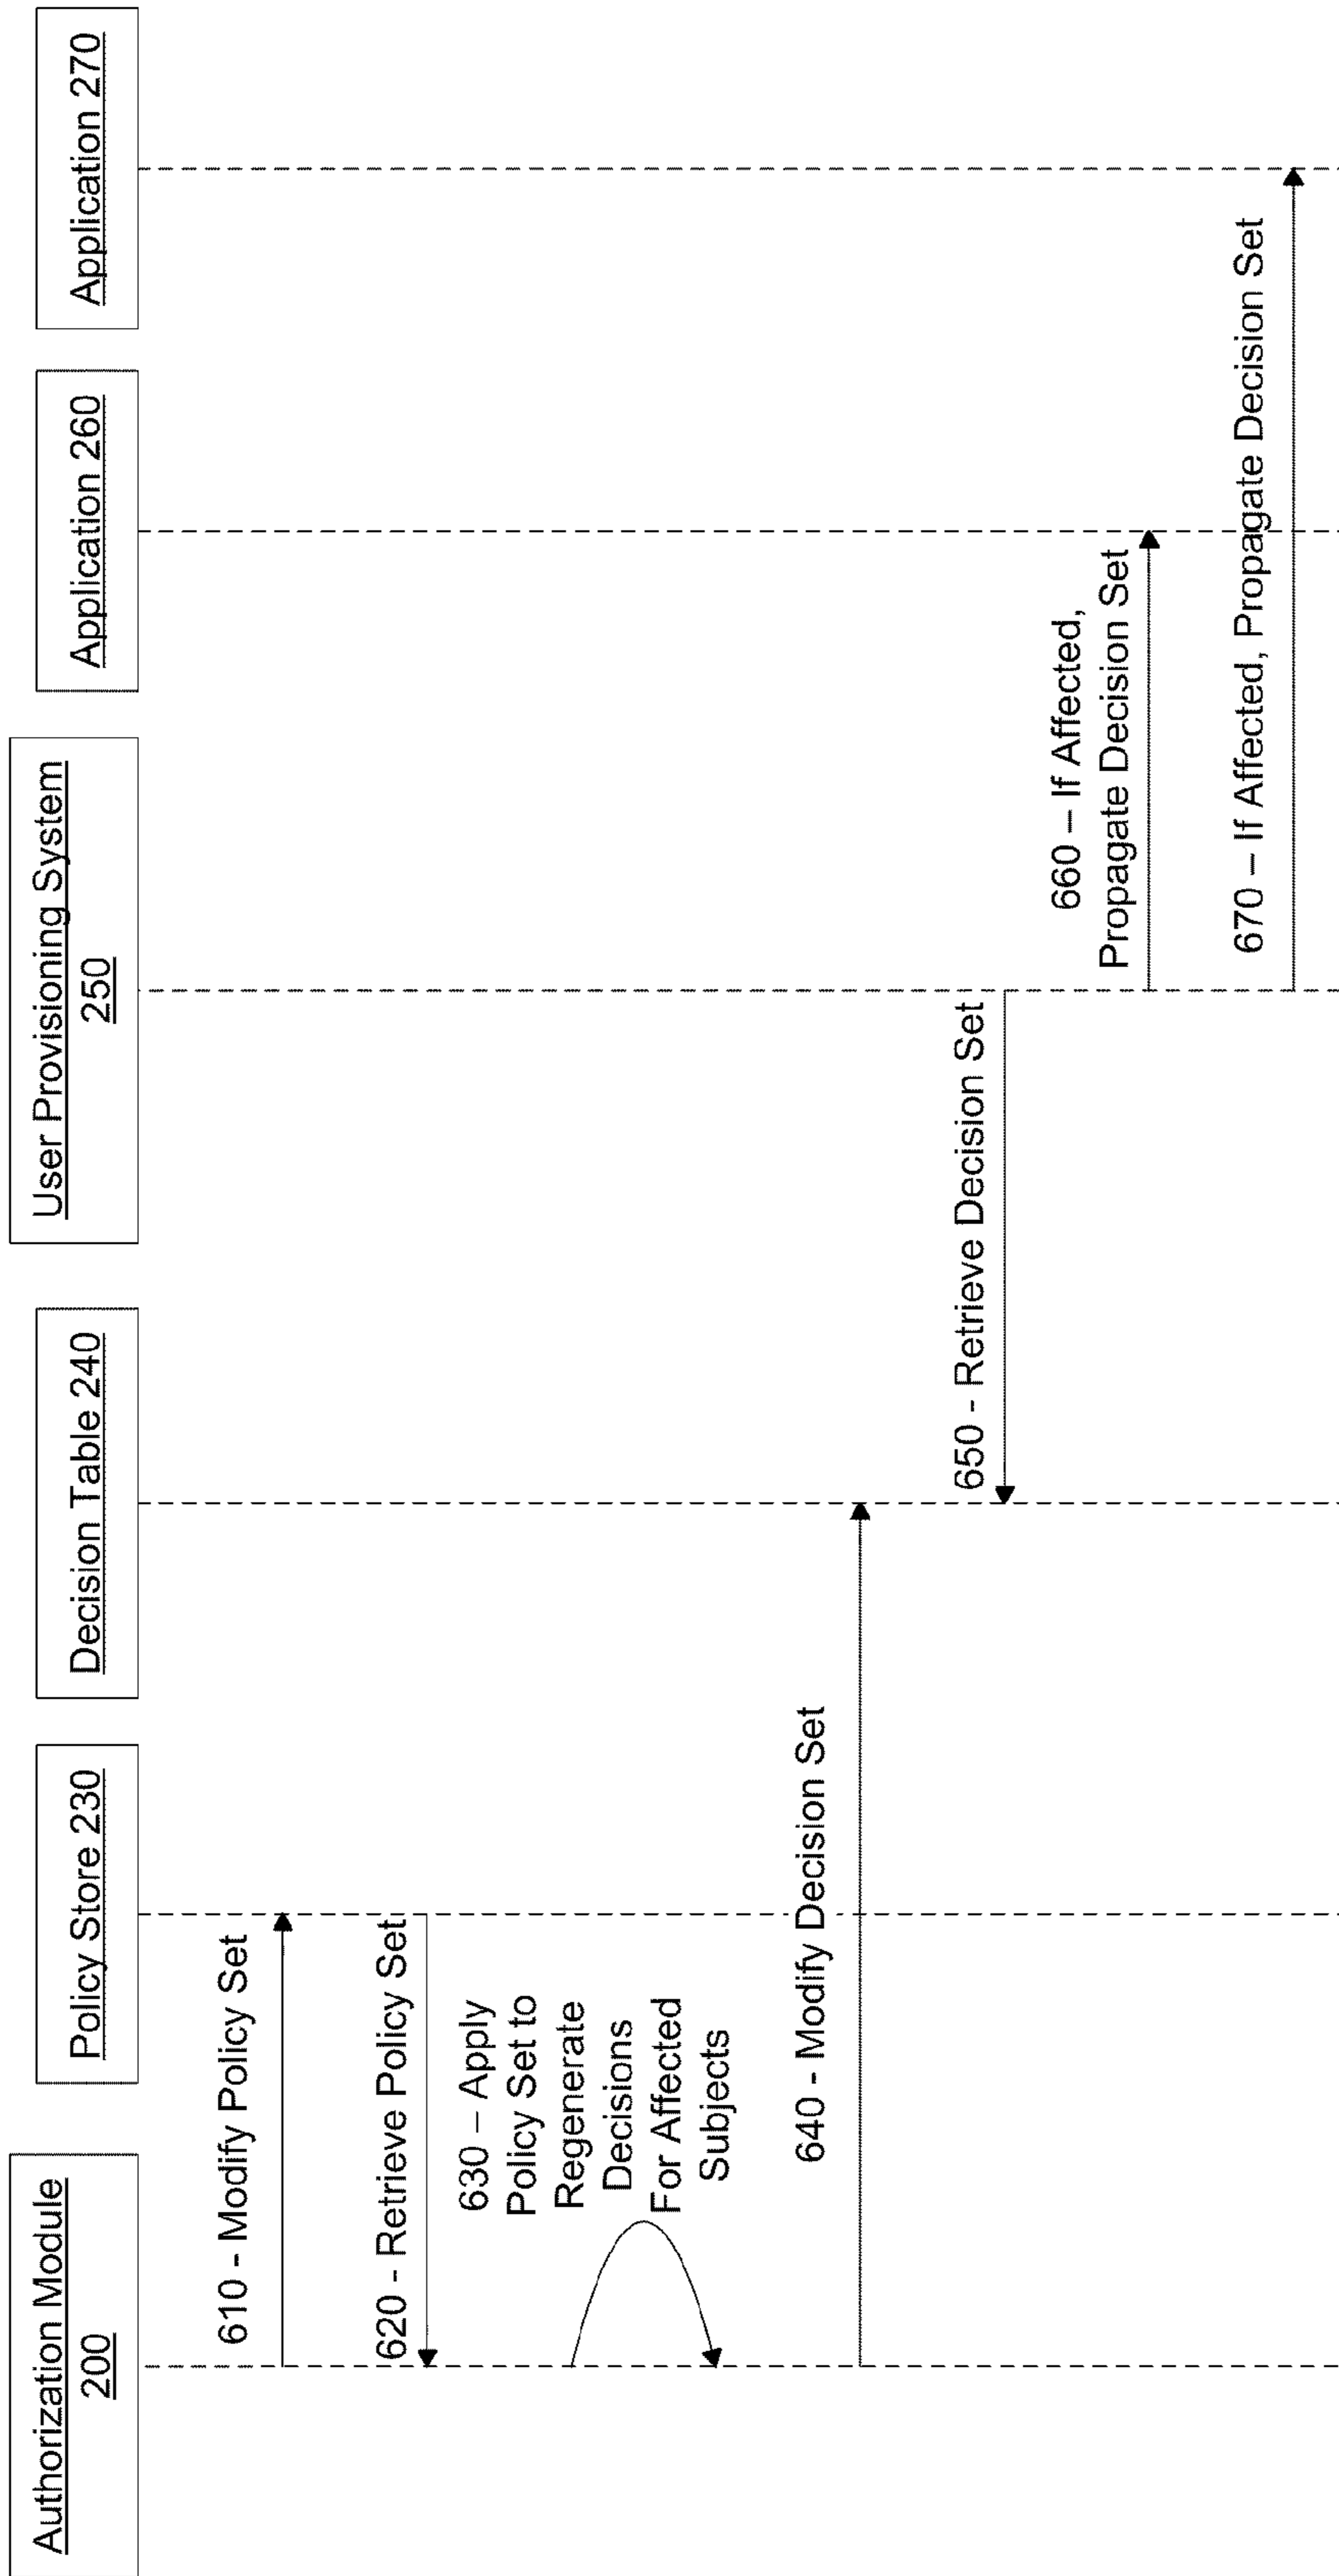 Authorization Module
200
Policy Store 230
Decision Table 240
User Provisioning System
250
Application 260
Application 270
610 - Modify Policy Set
620 - Retrieve Policy Set
630 – Apply
Policy Set to
Regenerate
Decisions
For Affected
Subjects
640 - Modify Decision Set
650 - Retrieve Decision Set
660 – If Affected,
Propagate Decision Set
670 – If Affected, Propagate Decision Set